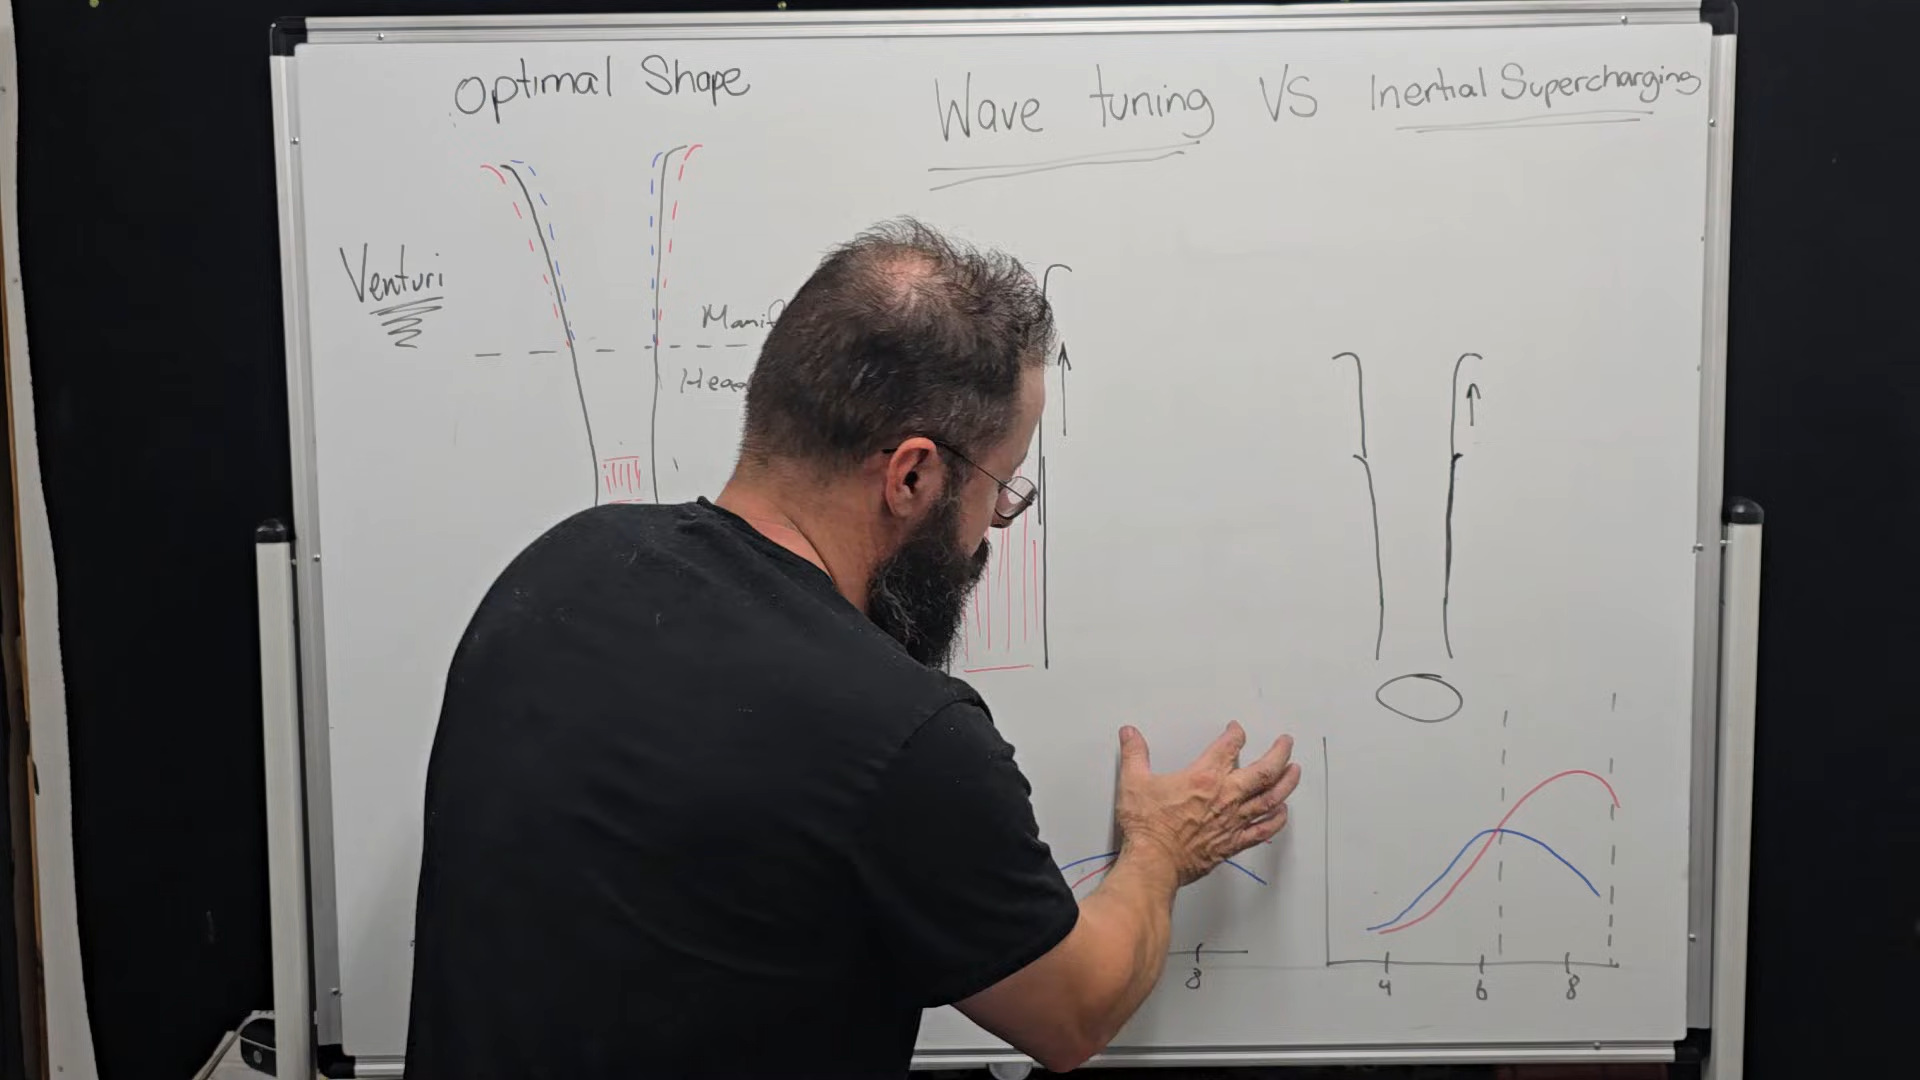 Optimal Shape
Wave tuning VS Inertial Supercharging
Venturi
8
4 6 8